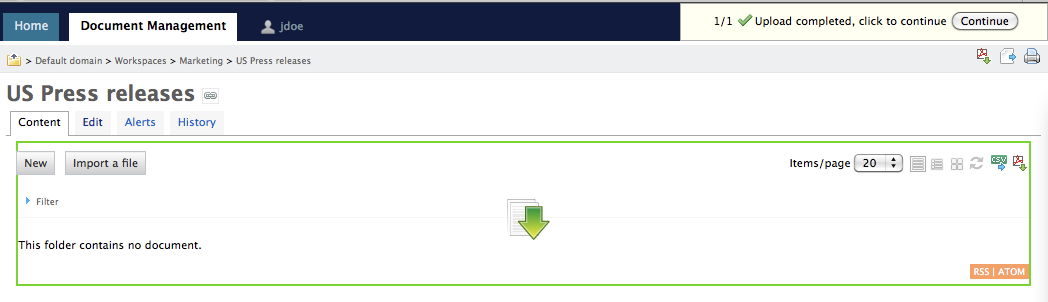 Home Document Management jdoe 1/1 Upload completed, click to continue Continue
> Default domain > Workspaces > Marketing > US Press releases
US Press releases
Content Edit Alerts History
New Import a file Items/page 20 CSV
Filter
This folder contains no document.
RSS | ATOM